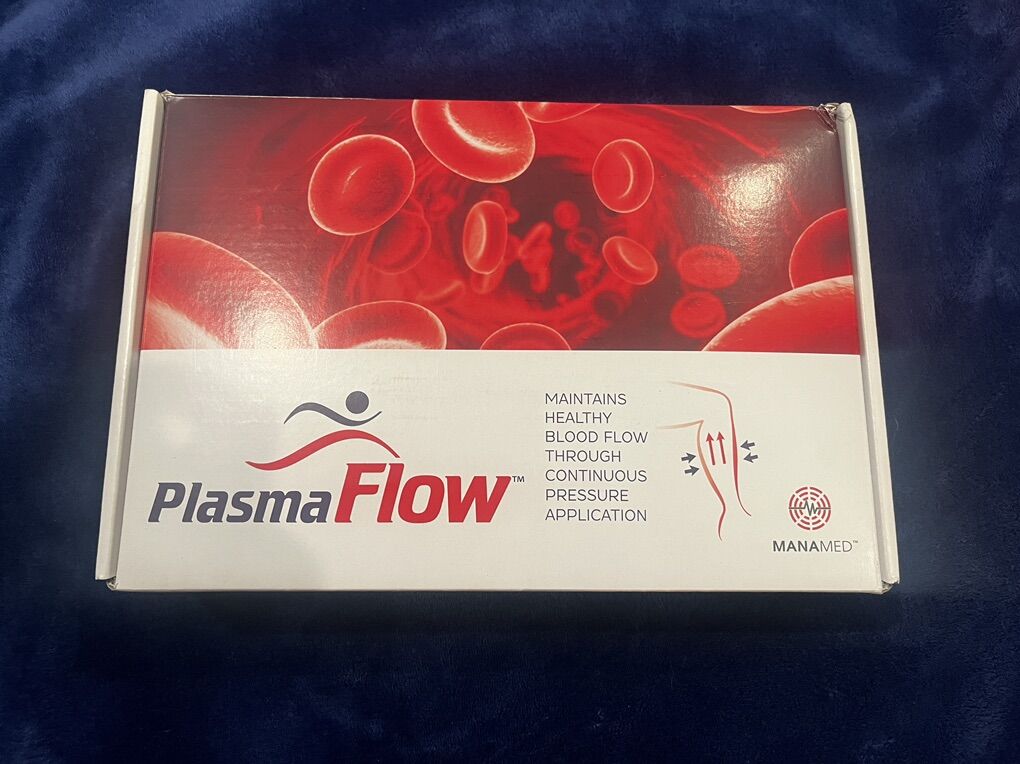 PlasmaFlow™
MAINTAINS
HEALTHY
BLOOD FLOW
THROUGH
CONTINUOUS
PRESSURE
APPLICATION
MANAMED™